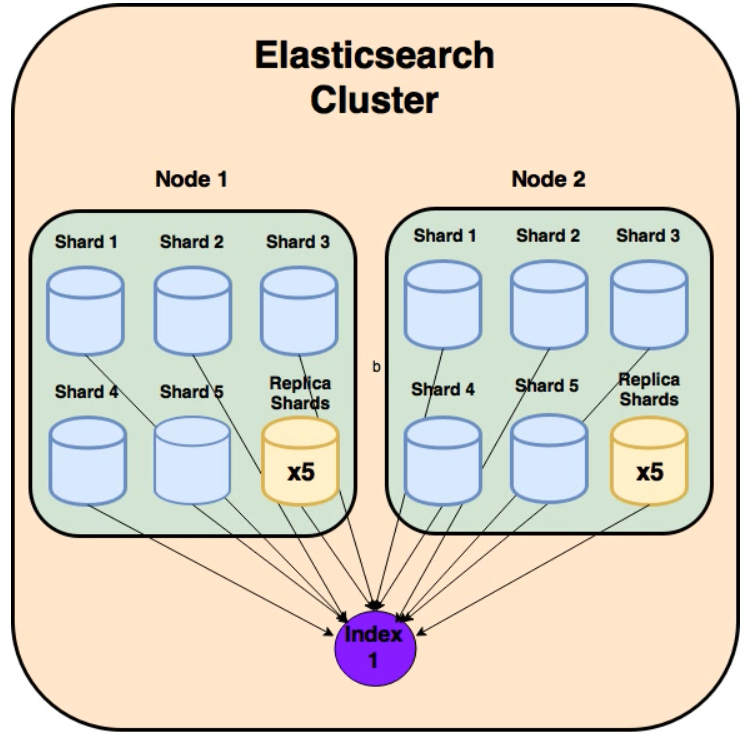 Elasticsearch
Cluster
Node 1
Node 2
Shard 1
Shard 2
Shard 3
Shard 1
Shard 2
Shard 3
b
Shard 4
Shard 5
Replica
Shards
Shard 4
Shard 5
Replica
Shards
x5
x5
Index
1